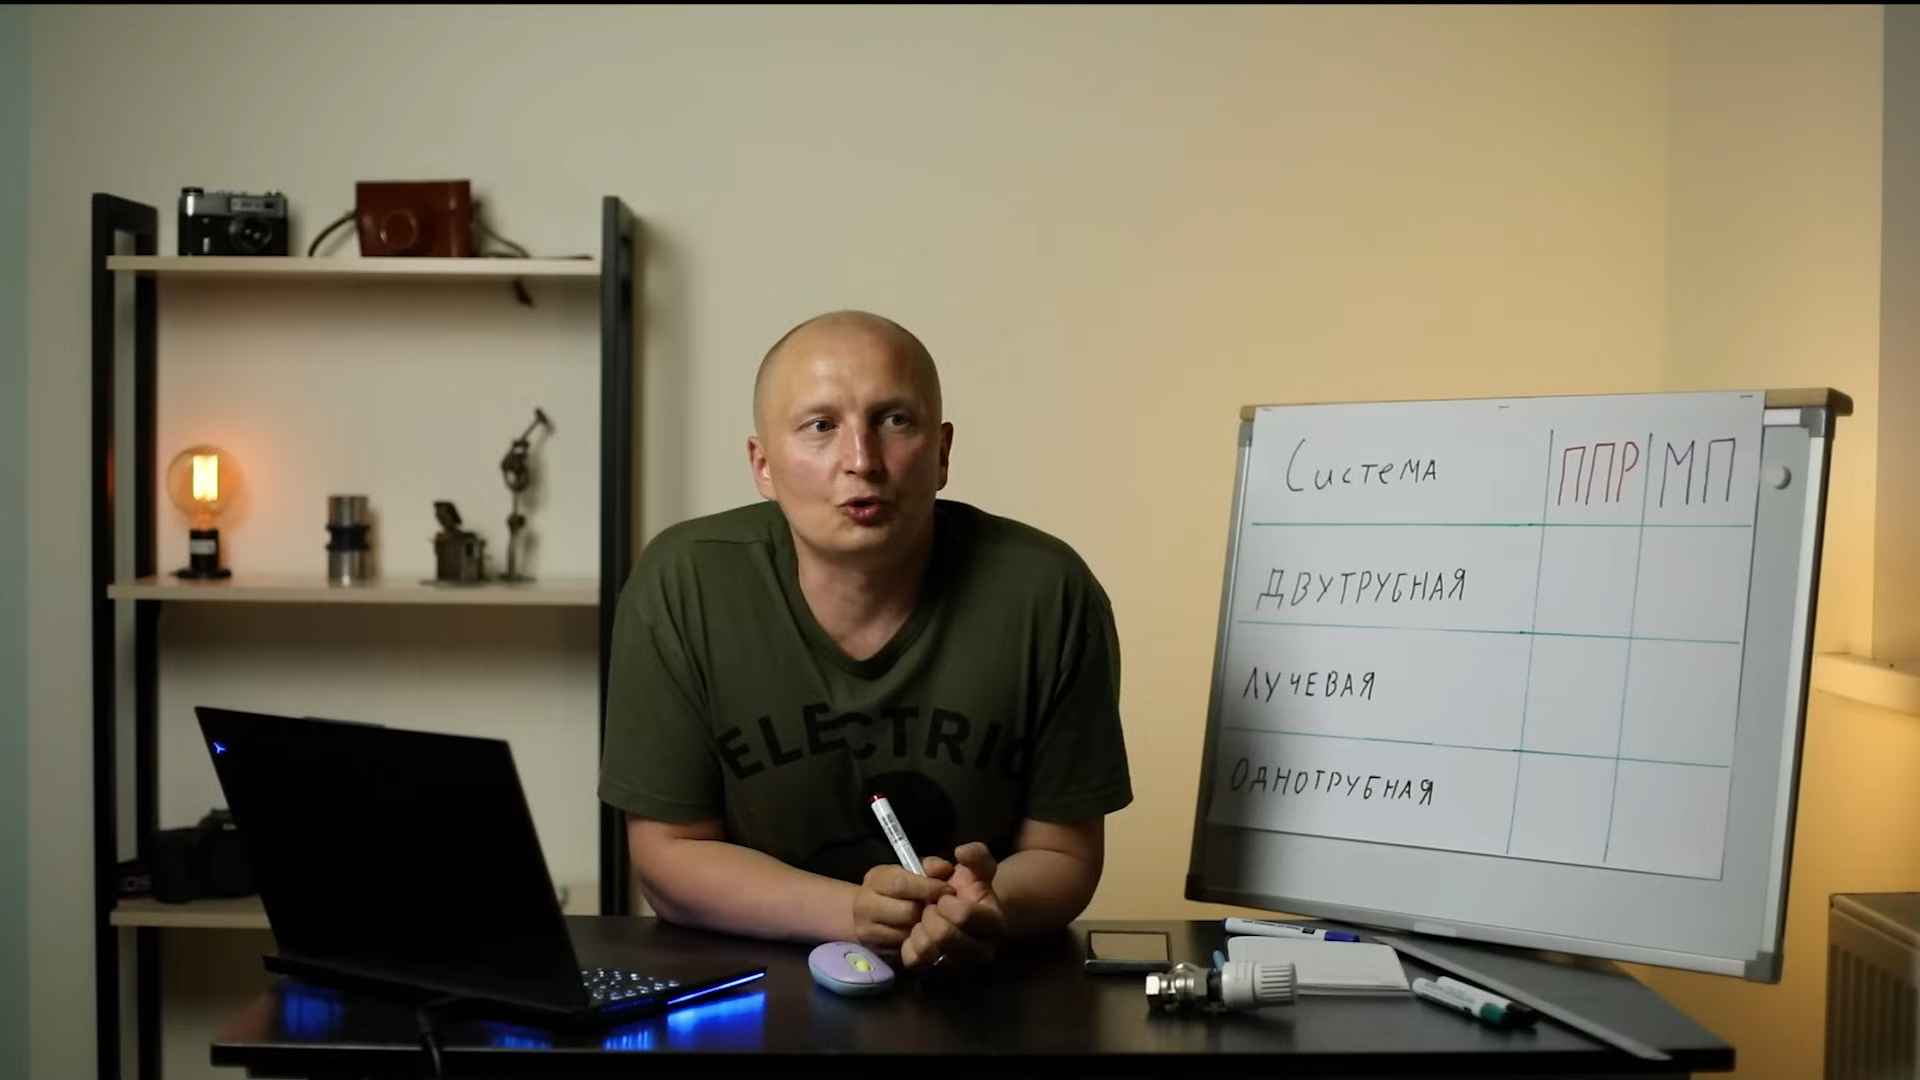 Система ППР МП
ДВУТРУБНАЯ
ЛУЧЕВАЯ
ОДНОТРУБНАЯ
ELECTRIC